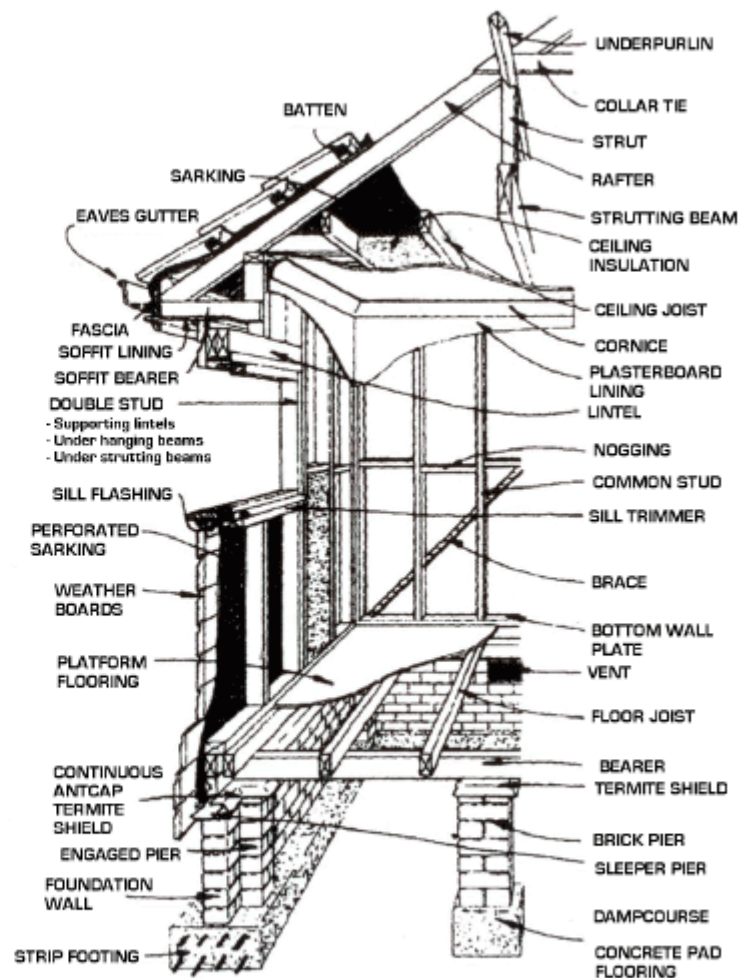 UNDERPURLIN
COLLAR TIE
BATTEN
STRUT
SARKING
RAFTER
EAVES GUTTER
STRUTTING BEAM
CEILING
INSULATION
CEILING JOIST
FASCIA
SOFFIT LINING
CORNICE
SOFFIT BEARER
PLASTERBOARD
LINING
DOUBLE STUD
- Supporting lintels
- Under hanging beams
- Under strutting beams
LINTEL
NOGGING
COMMON STUD
SILL FLASHING
SILL TRIMMER
PERFORATED
SARKING
WEATHER
BOARDS
BRACE
BOTTOM WALL
PLATE
PLATFORM
FLOORING
VENT
FLOOR JOIST
BEARER
CONTINUOUS
ANTCAP
TERMITE
SHIELD
TERMITE SHIELD
BRICK PIER
ENGAGED PIER
SLEEPER PIER
FOUNDATION
WALL
DAMPCOURSE
STRIP FOOTING
CONCRETE PAD
FLOORING